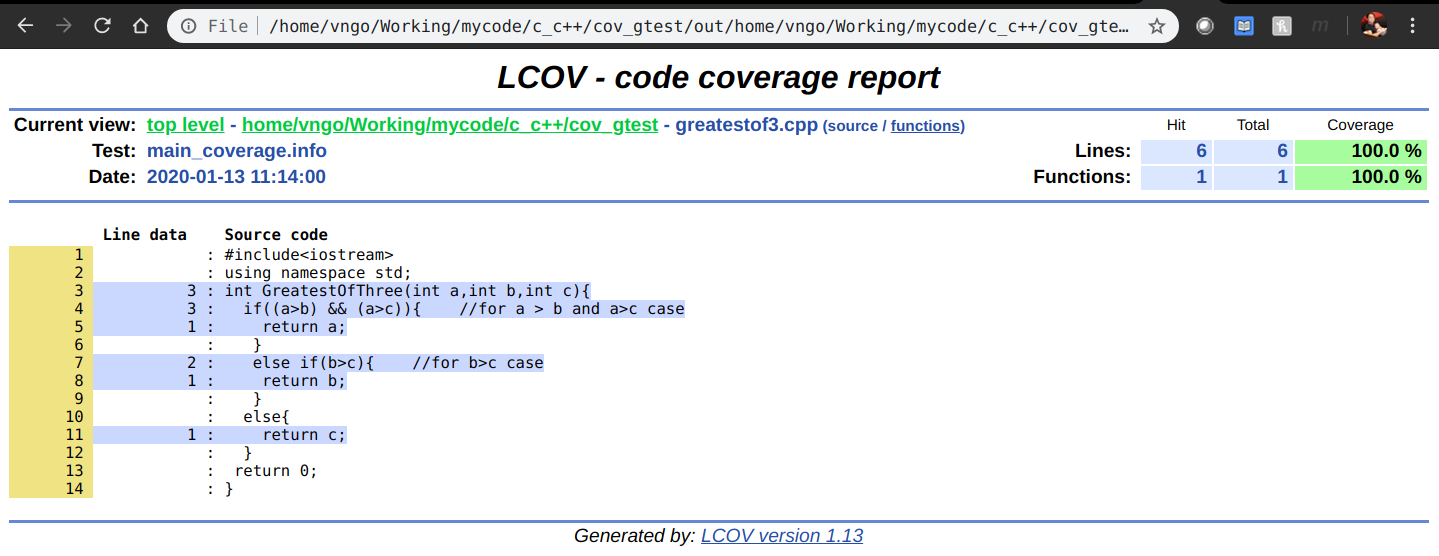 File | /home/vngo/Working/mycode/c_c++/cov_gtest/out/home/vngo/Working/mycode/c_c++/cov_gte…
LCOV - code coverage report
Current view: top level - home/vngo/Working/mycode/c_c++/cov_gtest - greatestof3.cpp (source / functions) Hit Total Coverage
Test: main_coverage.info Lines: 6 6 100.0 %
Date: 2020-01-13 11:14:00 Functions: 1 1 100.0 %
Line data Source code
1 : #include<iostream>
2 : using namespace std;
3 3 : int GreatestOfThree(int a,int b,int c){
4 3 : if((a>b) && (a>c)){ //for a > b and a>c case
5 1 : return a;
6 : }
7 2 : else if(b>c){ //for b>c case
8 1 : return b;
9 : }
10 : else{
11 1 : return c;
12 : }
13 : return 0;
14 : }
Generated by: LCOV version 1.13